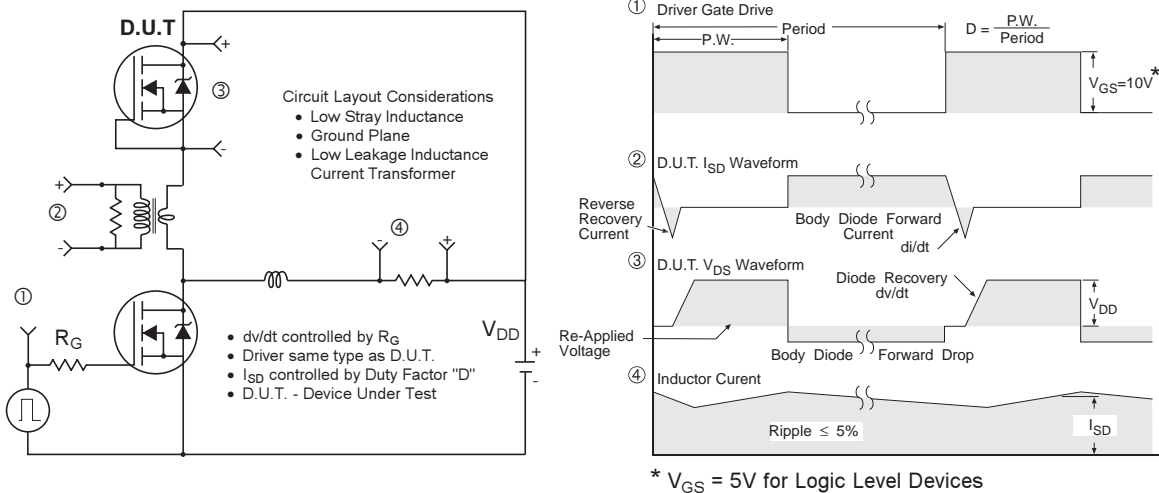 D.U.T
+
③
-
Circuit Layout Considerations
• Low Stray Inductance
• Ground Plane
• Low Leakage Inductance
Current Transformer
+
②
-
④
-
+
①
R_G
V_DD
+
-
• dv/dt controlled by R_G
• Driver same type as D.U.T.
• I_SD controlled by Duty Factor "D"
• D.U.T. - Device Under Test
① Driver Gate Drive
P.W.
Period
D = P.W. / Period
V_GS=10V *
② D.U.T. I_SD Waveform
Reverse
Recovery
Current
Body Diode Forward
Current
di/dt
③ D.U.T. V_DS Waveform
Diode Recovery
dv/dt
V_DD
Re-Applied
Voltage
Body Diode Forward Drop
④ Inductor Curent
Ripple ≤ 5%
I_SD
* V_GS = 5V for Logic Level Devices